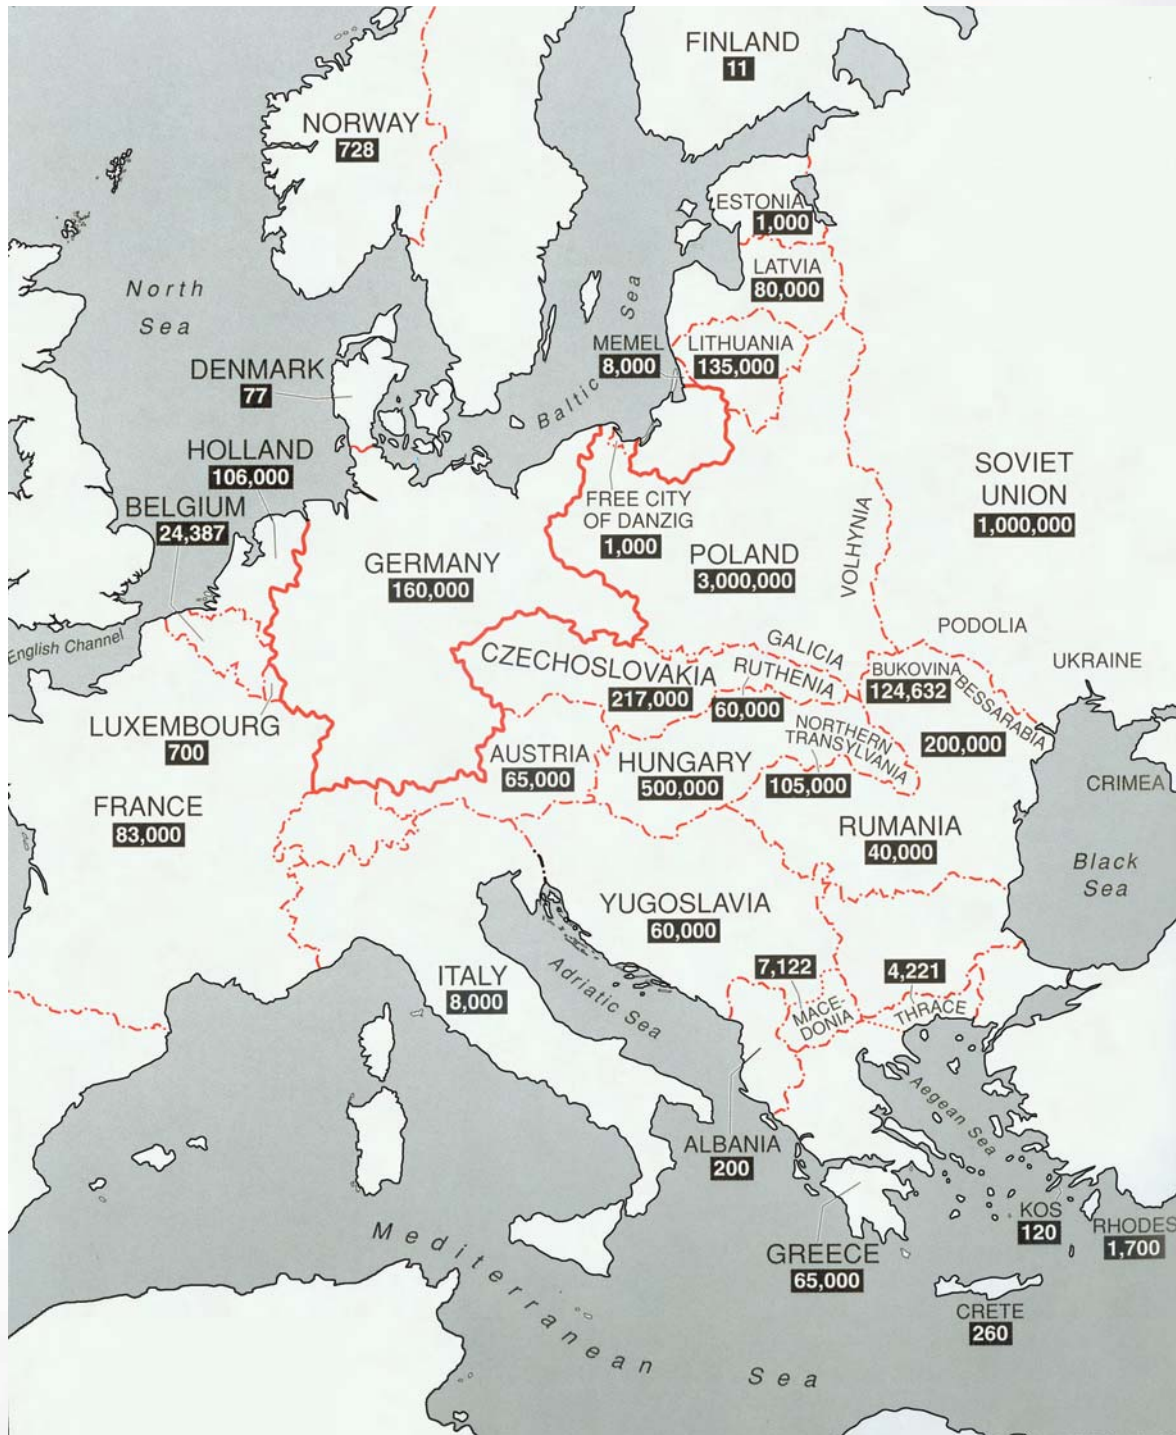 FINLAND
11
NORWAY
728
ESTONIA
1,000
LATVIA
80,000
North
Sea
Baltic Sea
MEMEL
8,000
LITHUANIA
135,000
DENMARK
77
HOLLAND
106,000
BELGIUM
24,387
SOVIET
UNION
1,000,000
FREE CITY
OF DANZIG
1,000
VOLHYNIA
GERMANY
160,000
POLAND
3,000,000
English Channel
PODOLIA
GALICIA
UKRAINE
CZECHOSLOVAKIA
217,000
RUTHENIA
60,000
BUKOVINA
124,632
BESSARABIA
200,000
LUXEMBOURG
700
NORTHERN
TRANSYLVANIA
105,000
AUSTRIA
65,000
HUNGARY
500,000
CRIMEA
FRANCE
83,000
RUMANIA
40,000
Black
Sea
YUGOSLAVIA
60,000
ITALY
8,000
Adriatic Sea
7,122
MACE-
DONIA
4,221
THRACE
Aegean Sea
ALBANIA
200
KOS
120
RHODES
1,700
GREECE
65,000
Mediterranean Sea
CRETE
260